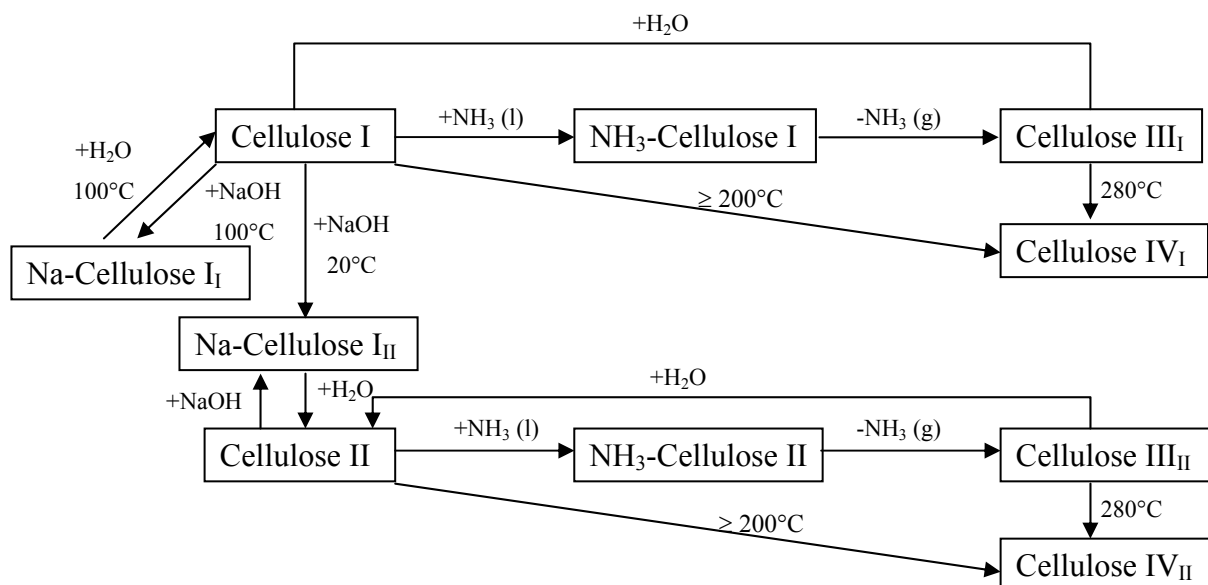 +H₂O
Cellulose I
+NH₃ (l)
NH₃-Cellulose I
-NH₃ (g)
Cellulose III_I
+H₂O
100°C
+NaOH
100°C
+NaOH
20°C
≥ 200°C
280°C
Na-Cellulose I_I
Cellulose IV_I
Na-Cellulose I_II
+NaOH
+H₂O
+H₂O
Cellulose II
+NH₃ (l)
NH₃-Cellulose II
-NH₃ (g)
Cellulose III_II
≥ 200°C
280°C
Cellulose IV_II